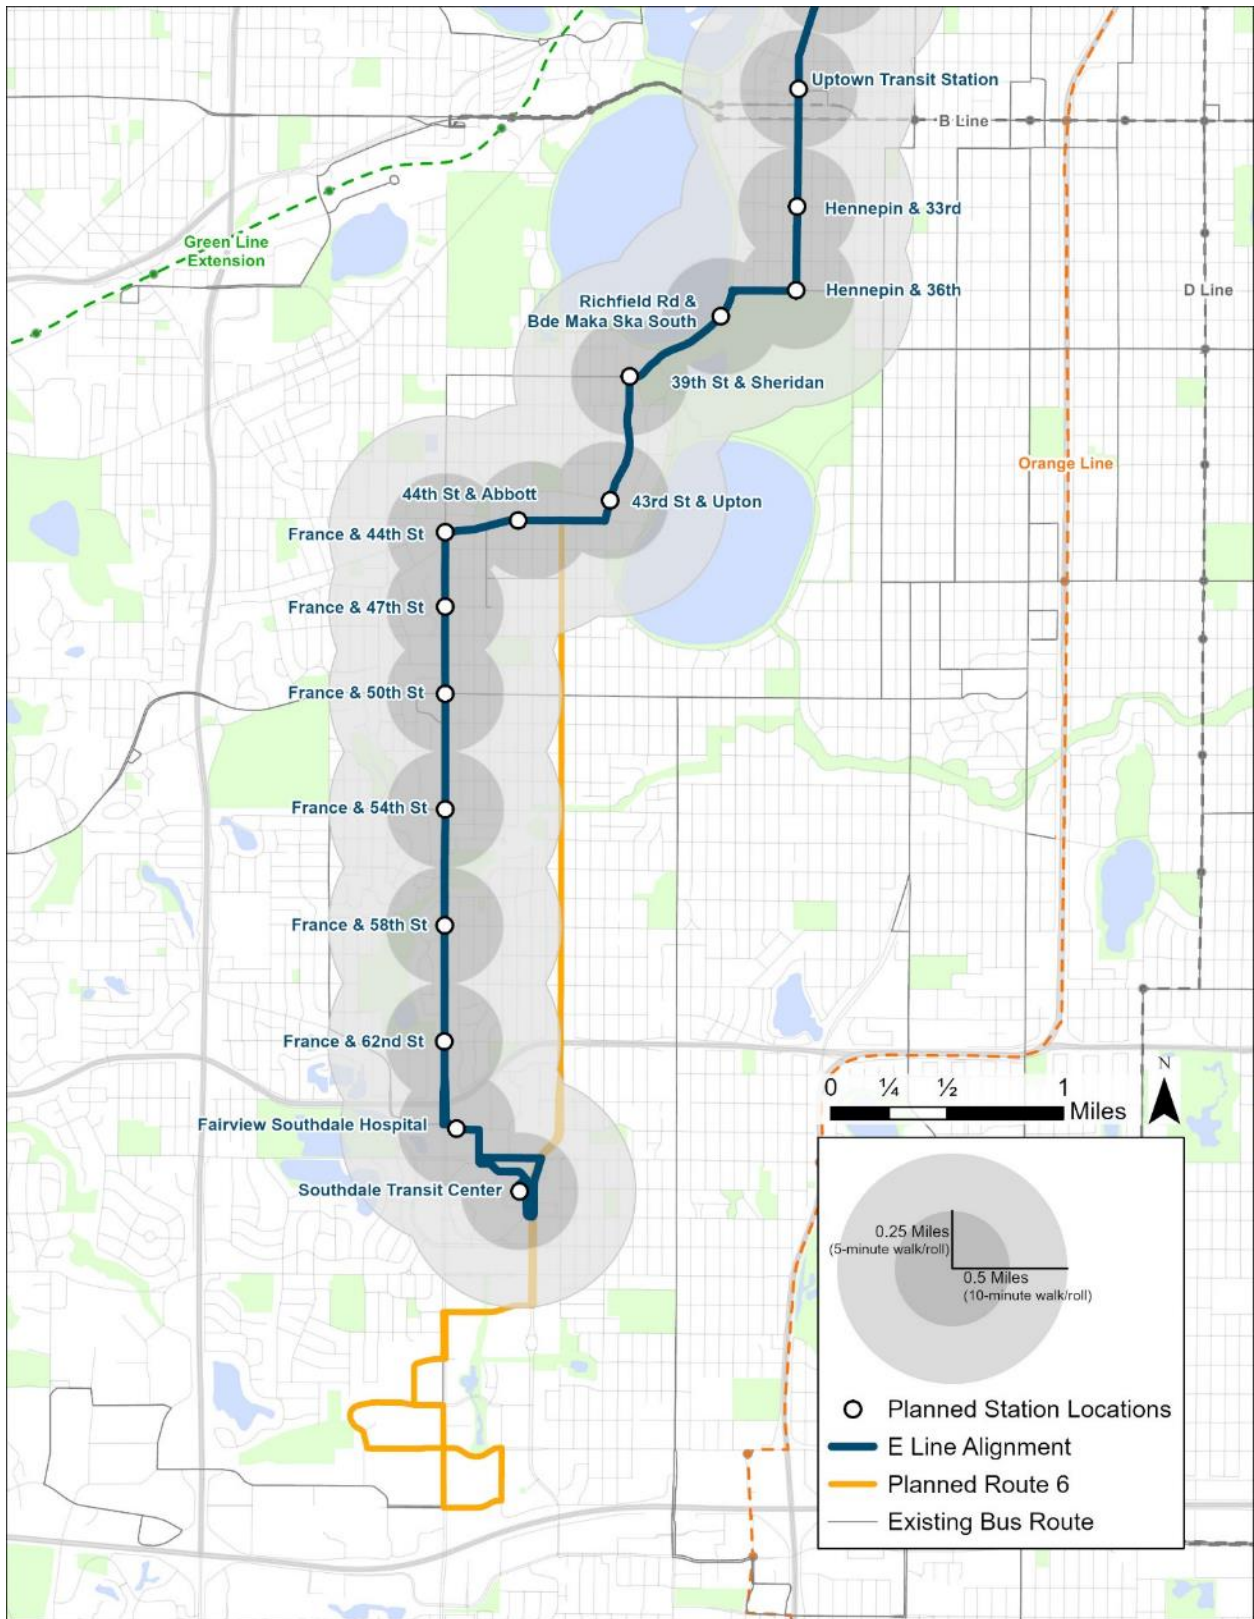 Uptown Transit Station
B Line
Hennepin & 33rd
Green Line
Extension
D Line
Hennepin & 36th
Richfield Rd &
Bde Maka Ska South
39th St & Sheridan
Orange Line
44th St & Abbott
43rd St & Upton
France & 44th St
France & 47th St
France & 50th St
France & 54th St
France & 58th St
France & 62nd St
Fairview Southdale Hospital
Southdale Transit Center
N
0 ¼ ½ 1
Miles
0.25 Miles
(5-minute walk/roll)
0.5 Miles
(10-minute walk/roll)
Planned Station Locations
E Line Alignment
Planned Route 6
Existing Bus Route